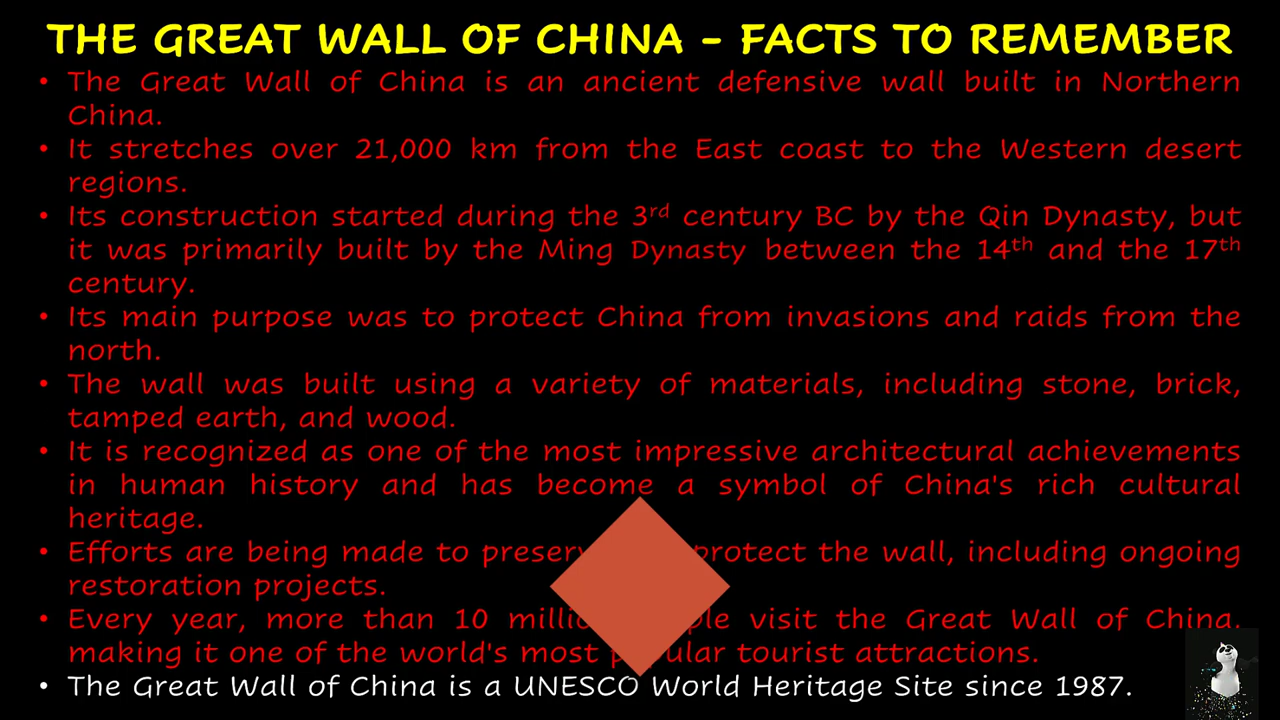 THE GREAT WALL OF CHINA - FACTS TO REMEMBER
• The Great Wall of China is an ancient defensive wall built in Northern
China.
• It stretches over 21,000 km from the East coast to the Western desert
regions.
• Its construction started during the 3rd century BC by the Qin Dynasty, but
it was primarily built by the Ming Dynasty between the 14th and the 17th
century.
• Its main purpose was to protect China from invasions and raids from the
north.
• The wall was built using a variety of materials, including stone, brick,
tamped earth, and wood.
• It is recognized as one of the most impressive architectural achievements
in human history and has become a symbol of China's rich cultural
heritage.
• Efforts are being made to protect the wall, including ongoing
restoration projects.
• Every year, more than 10 visit the Great Wall of China,
making it one of the world's most tourist attractions.
• The Great Wall of China is a UNESCO World Heritage Site since 1987.